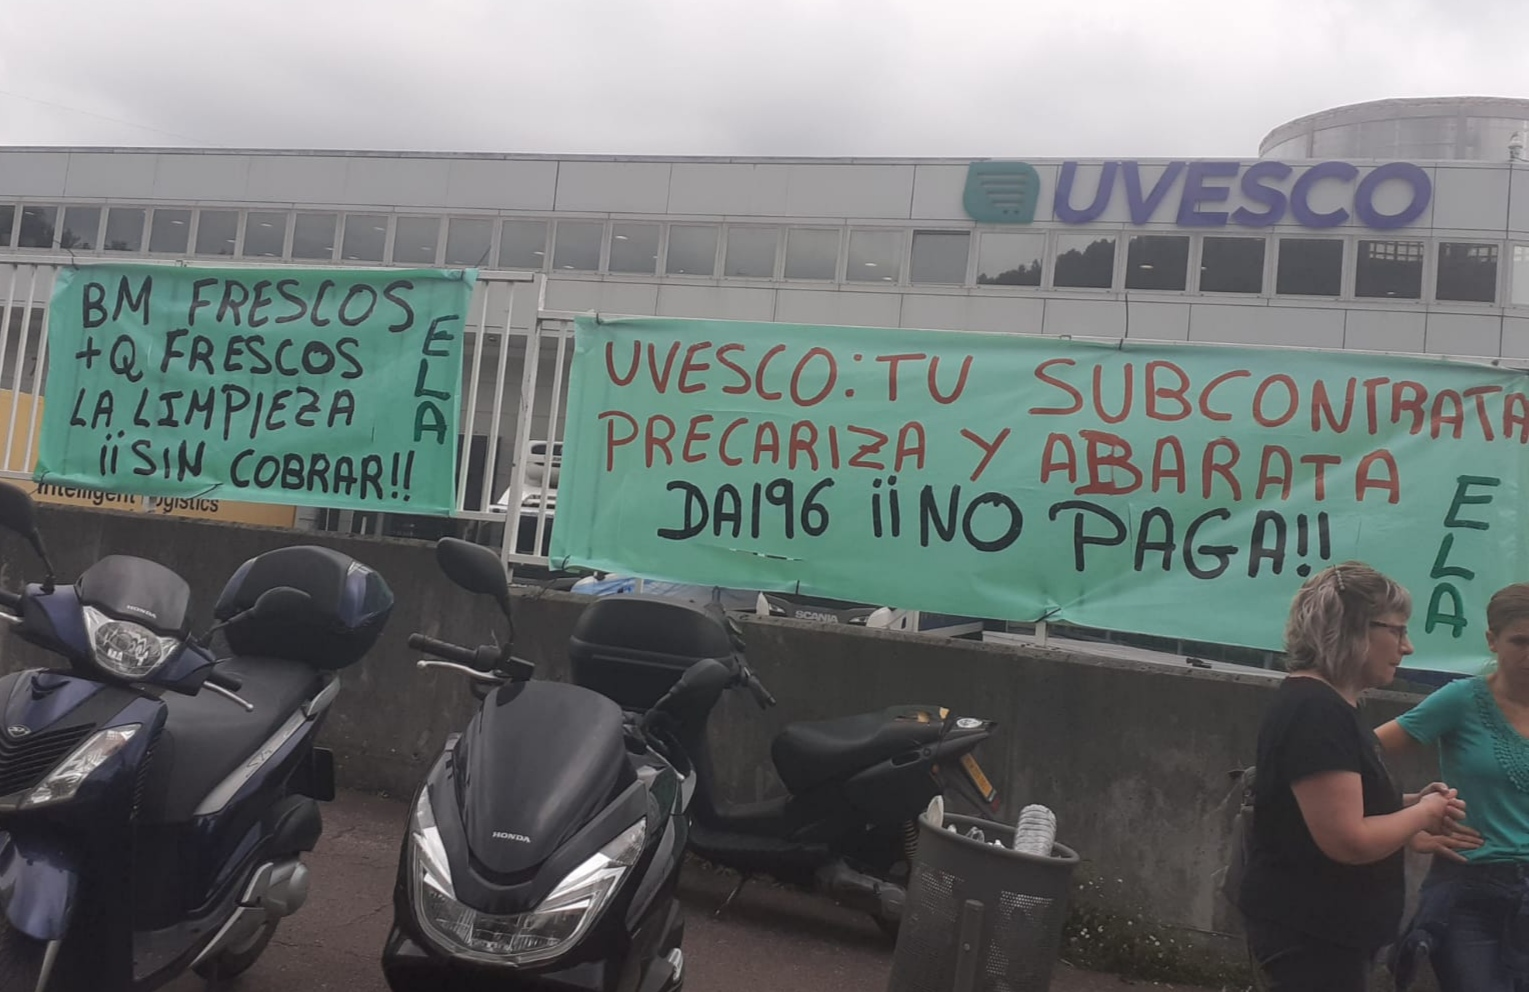 UVESCO
BM FRESCOS
+Q FRESCOS
LA LIMPIEZA
¡¡SIN COBRAR!!
ELA
UVESCO: TU SUBCONTRATA
PRECARIZA Y ABARATA
DAI96 ¡¡NO PAGA!!
ELA
Intelligent Logistics
SCANIA
HONDA
HONDA